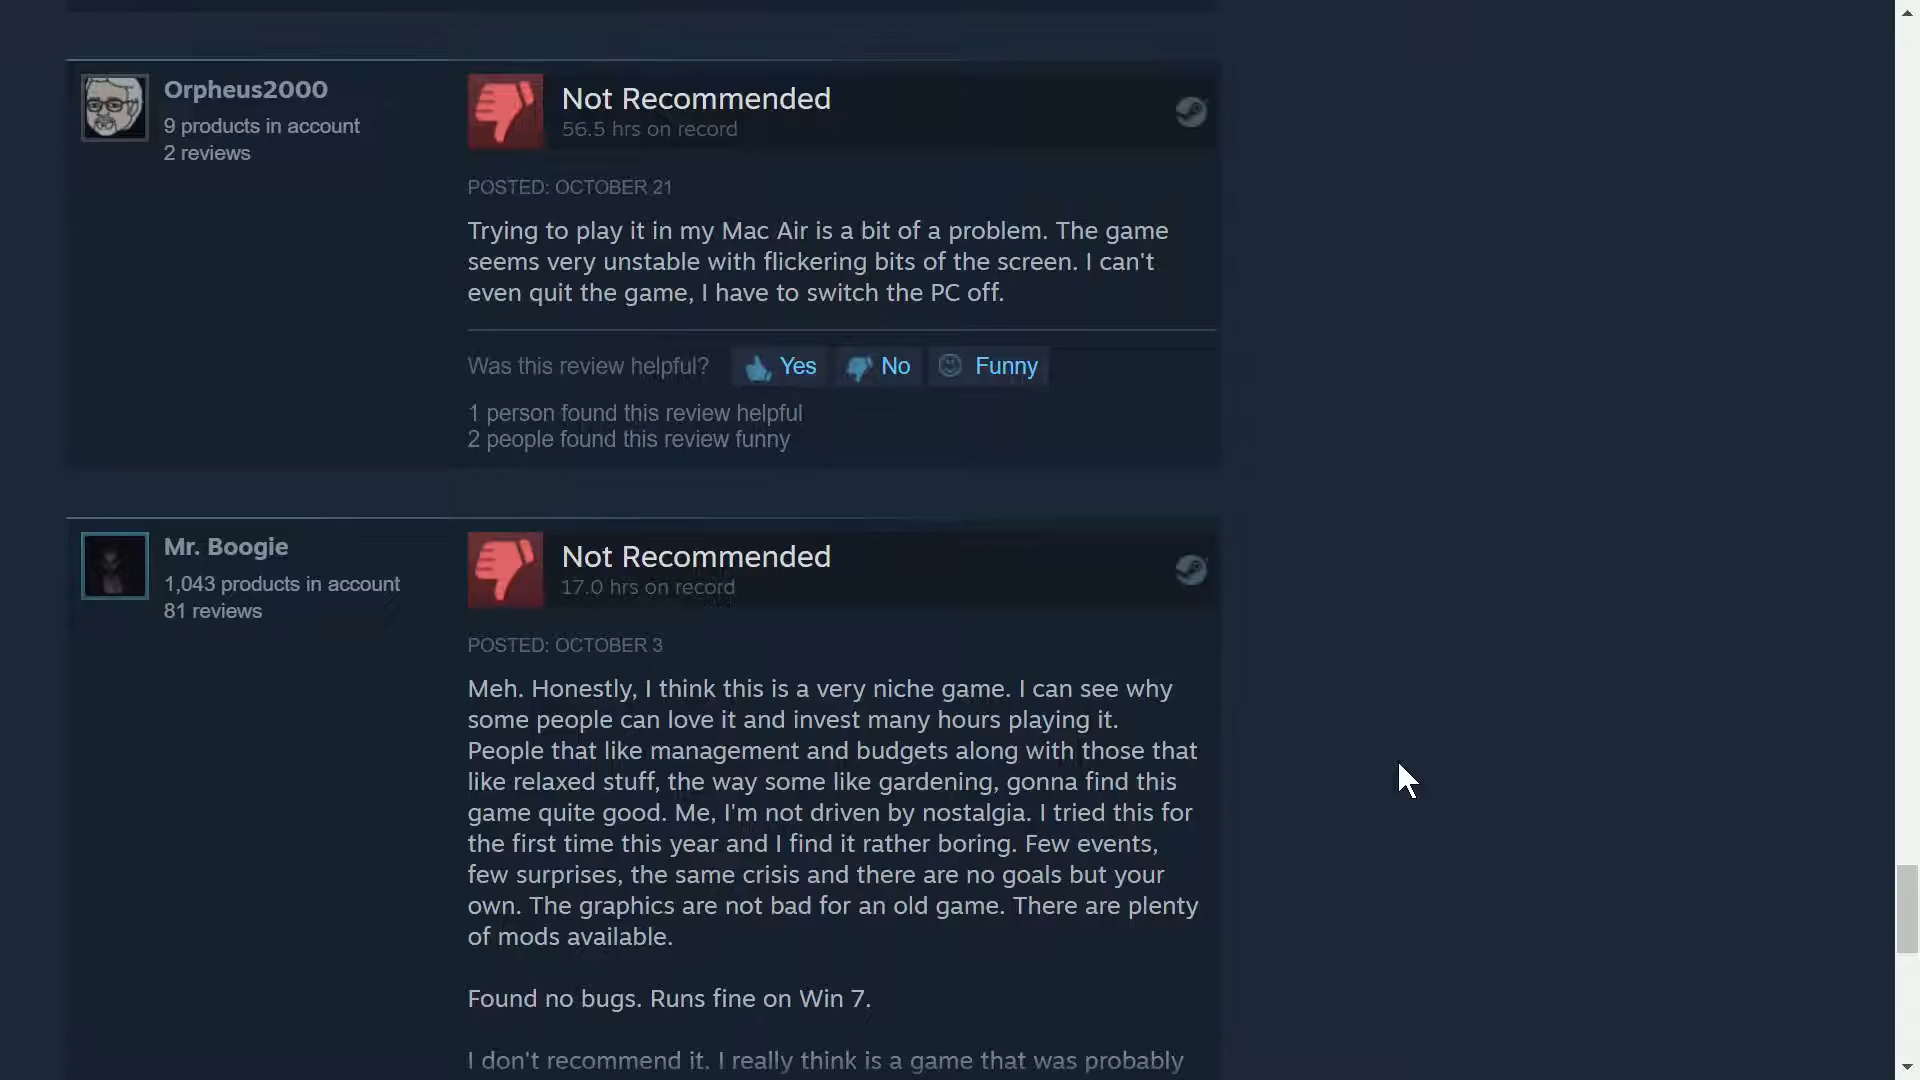 Orpheus2000
9 products in account
2 reviews
Not Recommended
56.5 hrs on record
POSTED: OCTOBER 21
Trying to play it in my Mac Air is a bit of a problem. The game
seems very unstable with flickering bits of the screen. I can't
even quit the game, I have to switch the PC off.
Was this review helpful? Yes No Funny
1 person found this review helpful
2 people found this review funny
Mr. Boogie
1,043 products in account
81 reviews
Not Recommended
17.0 hrs on record
POSTED: OCTOBER 3
Meh. Honestly, I think this is a very niche game. I can see why
some people can love it and invest many hours playing it.
People that like management and budgets along with those that
like relaxed stuff, the way some like gardening, gonna find this
game quite good. Me, I'm not driven by nostalgia. I tried this for
the first time this year and I find it rather boring. Few events,
few surprises, the same crisis and there are no goals but your
own. The graphics are not bad for an old game. There are plenty
of mods available.
Found no bugs. Runs fine on Win 7.
I don't recommend it. I really think is a game that was probably